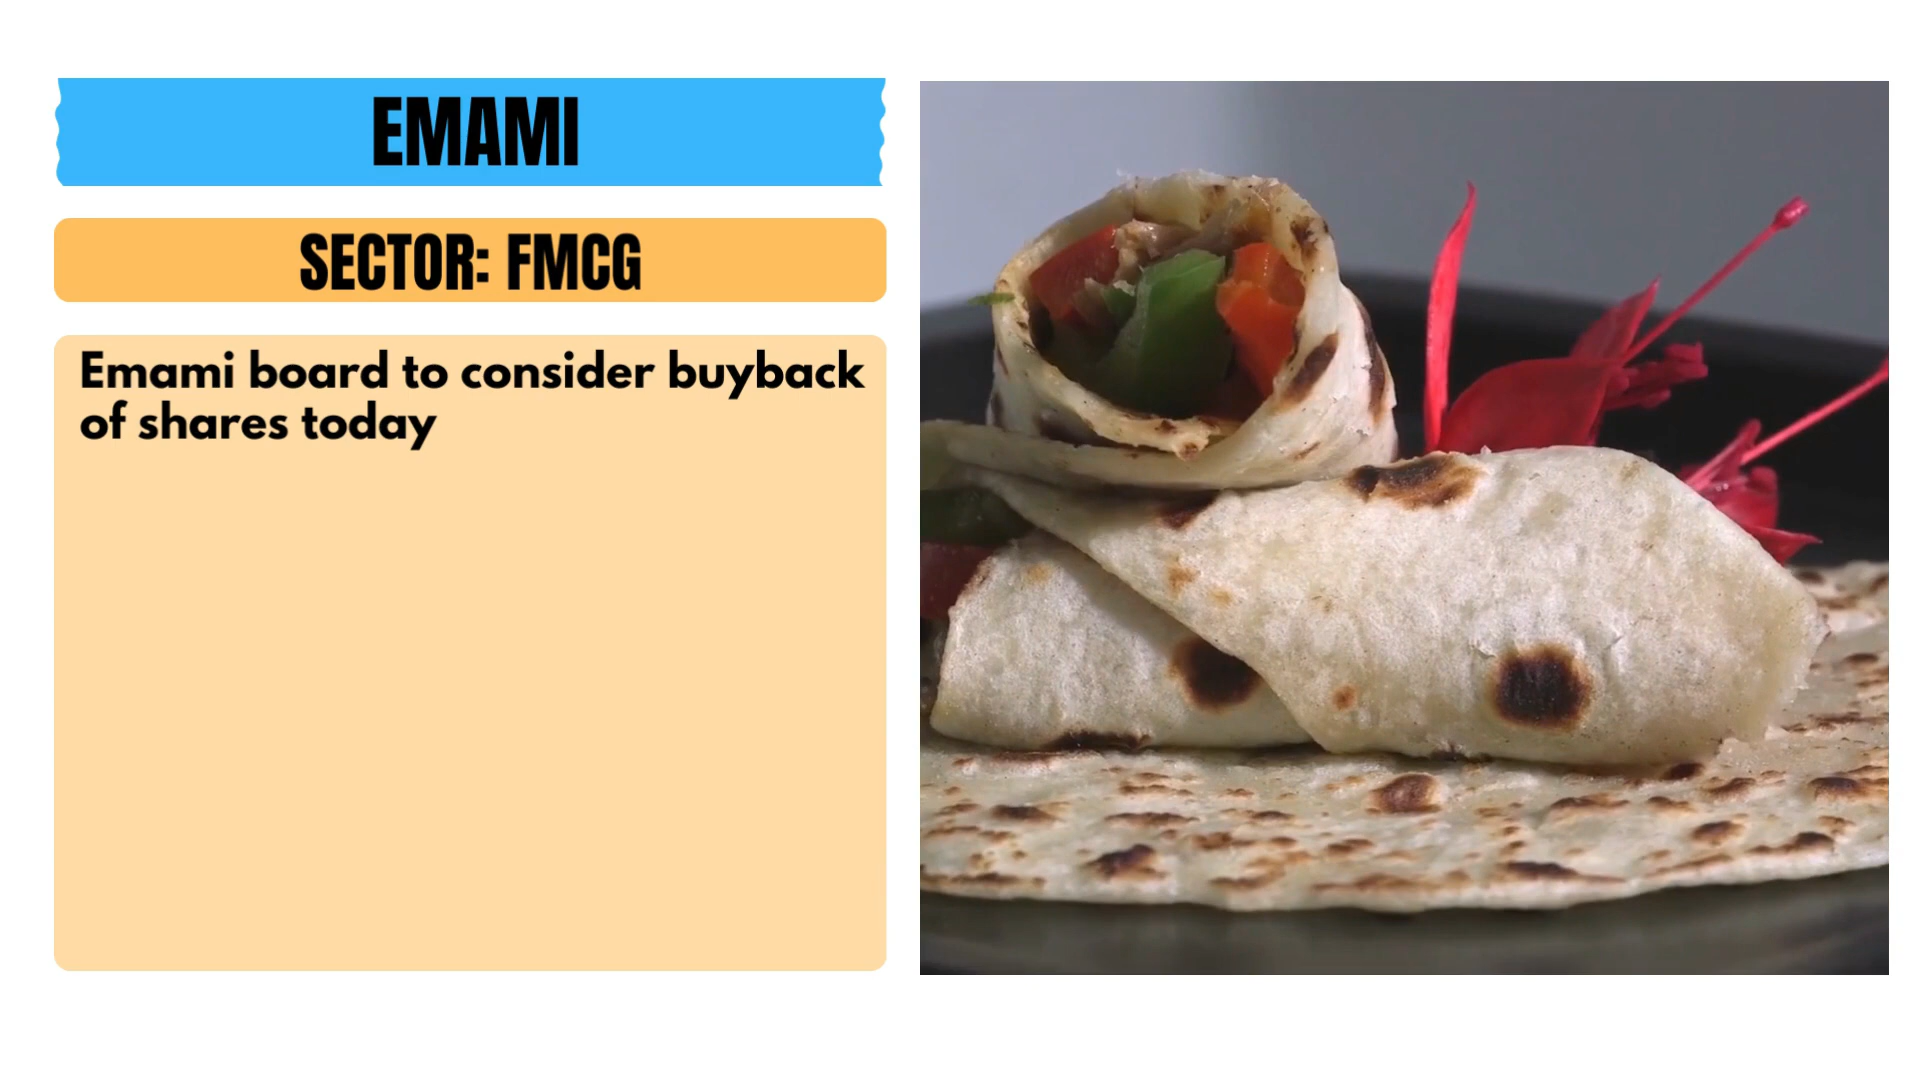 EMAMI
SECTOR: FMCG
Emami board to consider buyback
of shares today